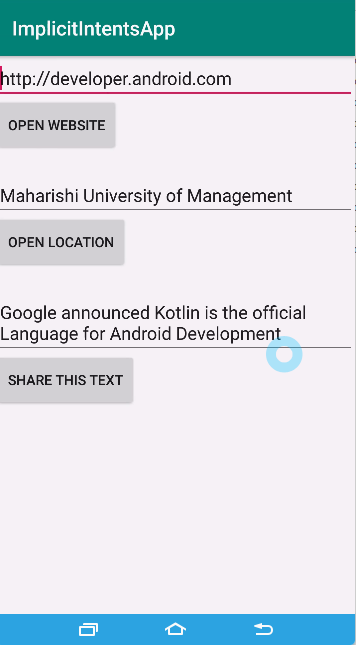 ImplicitIntentsApp
http://developer.android.com
OPEN WEBSITE
Maharishi University of Management
OPEN LOCATION
Google announced Kotlin is the official
Language for Android Development
SHARE THIS TEXT